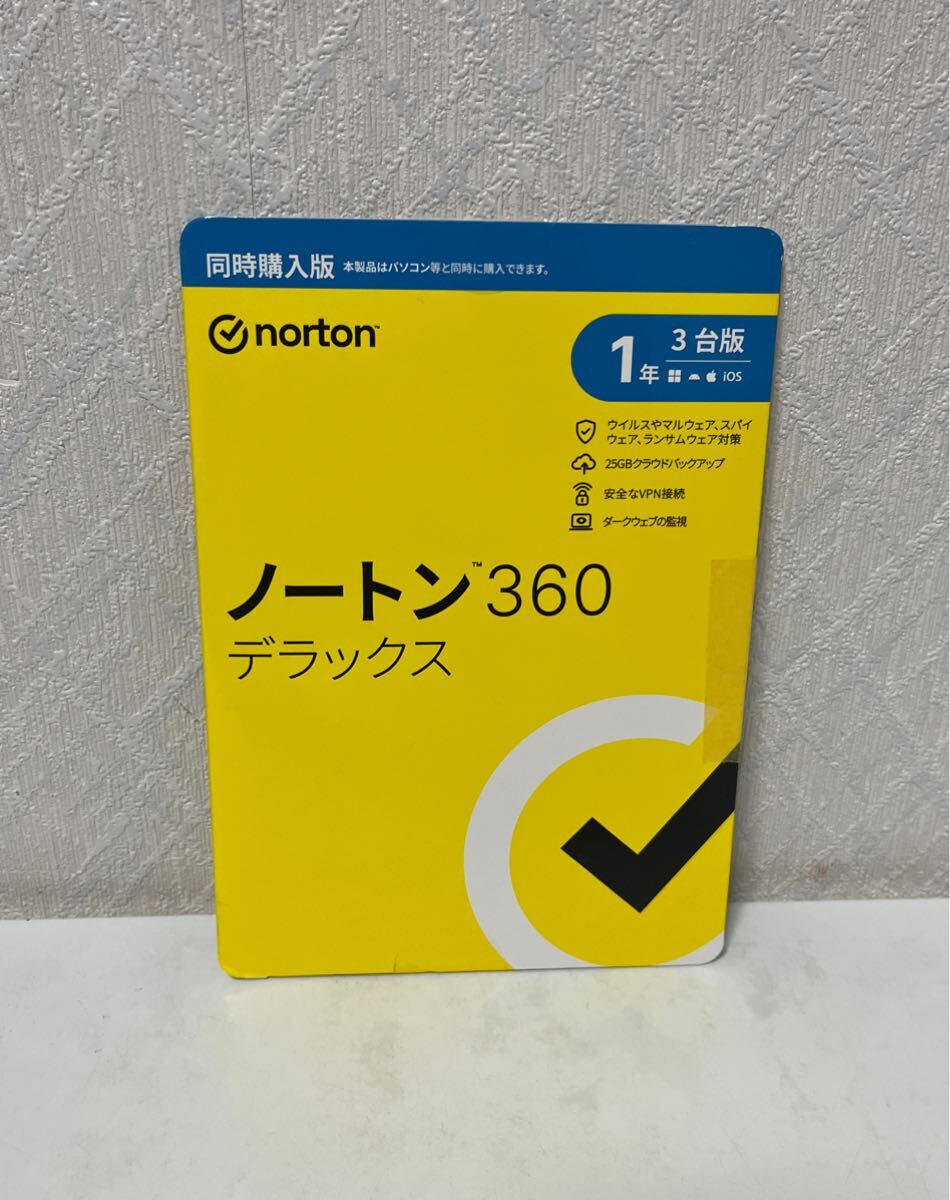 同時購入版 本製品はパソコン等と同時に購入できます。
norton™
1年
3台版
iOS
ウイルスやマルウェア、スパイ
ウェア、ランサムウェア対策
25GBクラウドバックアップ
安全なVPN接続
ダークウェブの監視
ノートン™ 360
デラックス